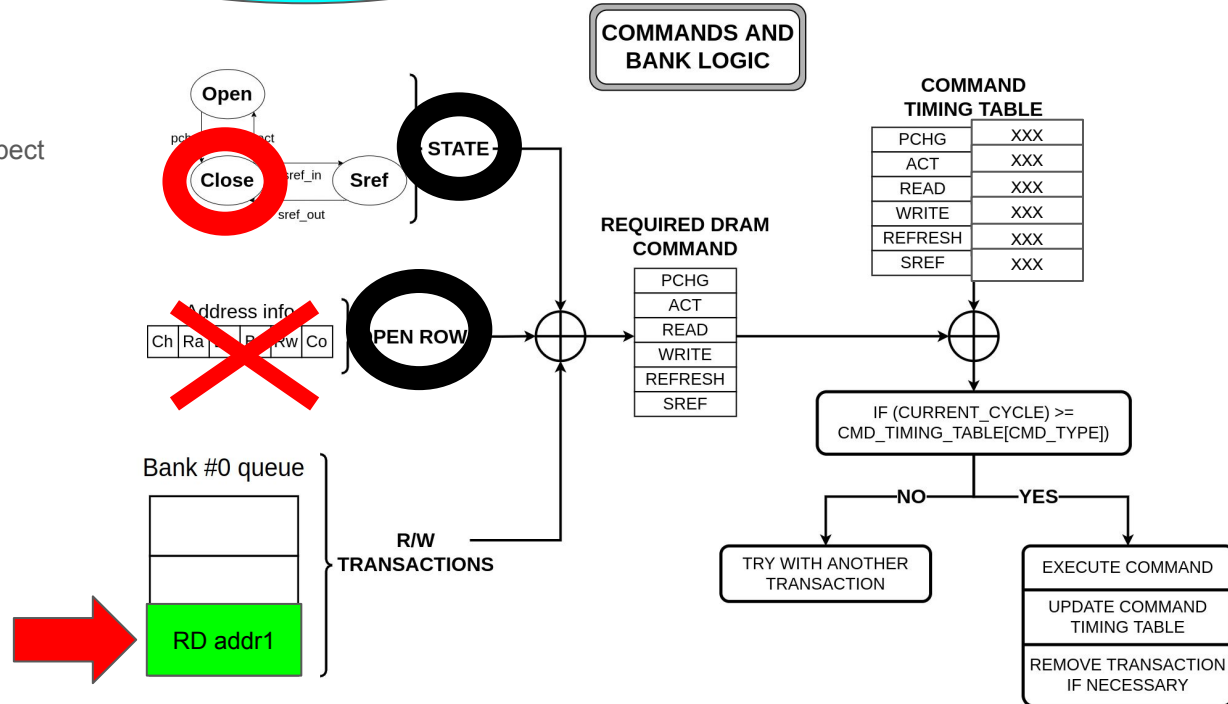 COMMANDS AND
BANK LOGIC
COMMAND
TIMING TABLE
PCHG XXX
ACT XXX
READ XXX
WRITE XXX
REFRESH XXX
SREF XXX
Open
Close
Sref
sref_out
STATE
REQUIRED DRAM
COMMAND
PCHG
ACT
READ
WRITE
REFRESH
SREF
Address info
Ch Ra Rw Co
ROW
IF (CURRENT_CYCLE) >=
CMD_TIMING_TABLE[CMD_TYPE])
NO
YES
TRY WITH ANOTHER
TRANSACTION
EXECUTE COMMAND
UPDATE COMMAND
TIMING TABLE
REMOVE TRANSACTION
IF NECESSARY
Bank #0 queue
RD addr1
R/W
TRANSACTIONS